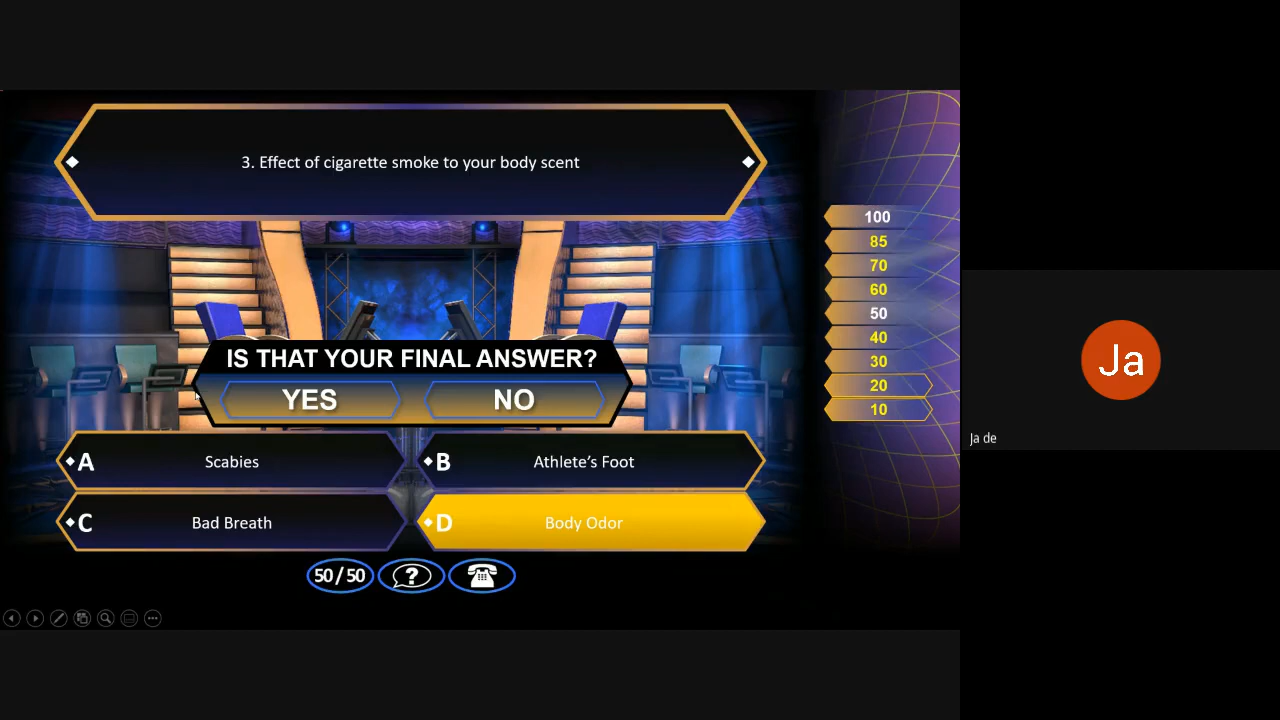 3. Effect of cigarette smoke to your body scent
100
85
70
60
50
40
30
20
10
IS THAT YOUR FINAL ANSWER?
YES NO
A Scabies
B Athlete's Foot
C Bad Breath
D Body Odor
50/50 ?
Ja
Ja de